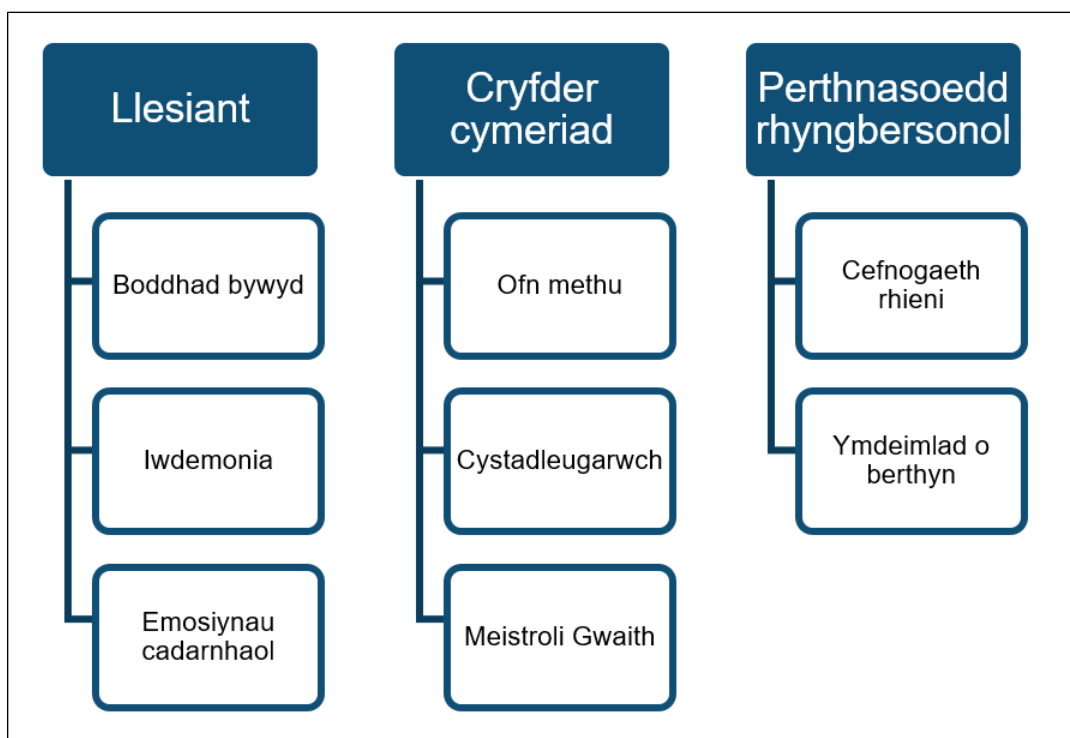 Llesiant
Boddhad bywyd
Iwdemonia
Emosiynau
cadarnhaol
Cryfder
cymeriad
Ofn methu
Cystadleugarwch
Meistroli Gwaith
Perthnasoedd
rhyngbersonol
Cefnogaeth
rhieni
Ymdeimlad o
berthyn